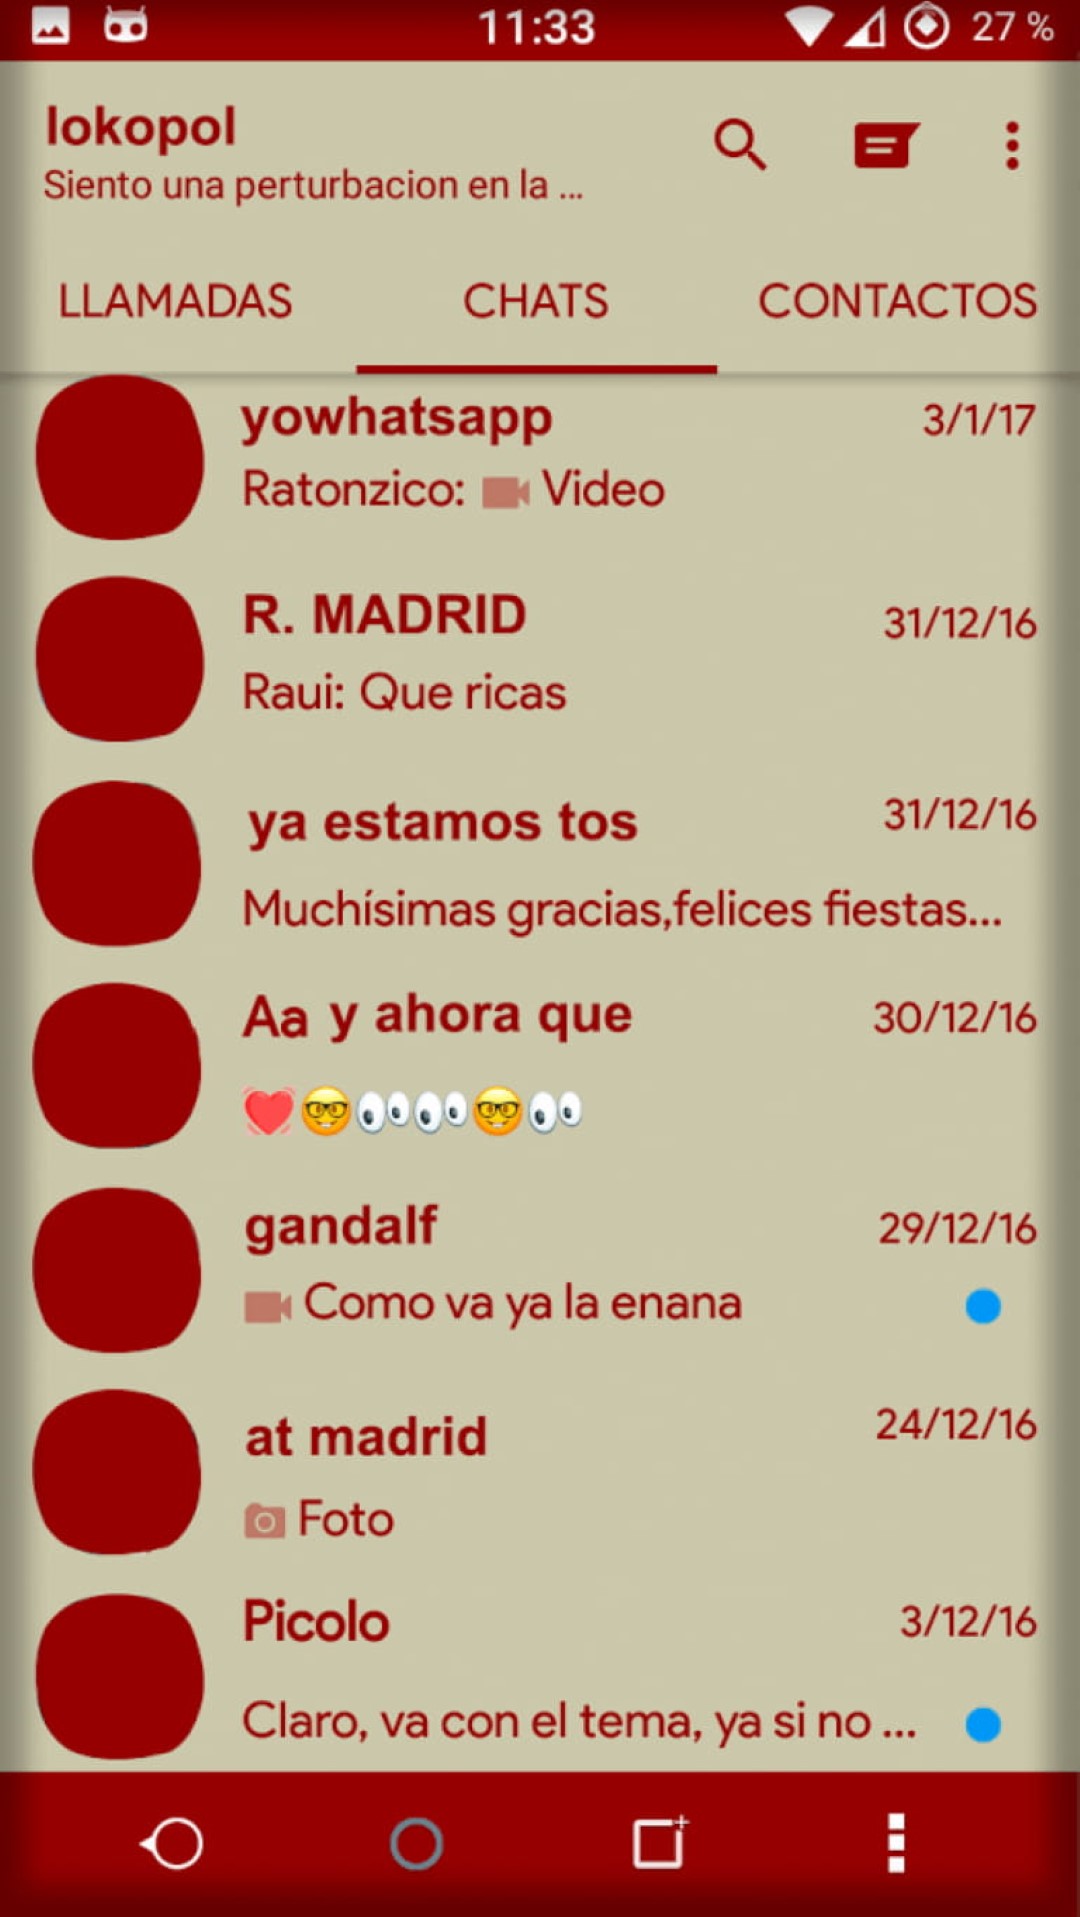 11:33 27 %
lokopol
Siento una perturbacion en la ...
LLAMADAS CHATS CONTACTOS
yowhatsapp 3/1/17
Ratonzico: Video
R. MADRID 31/12/16
Raui: Que ricas
ya estamos tos 31/12/16
Muchísimas gracias,felices fiestas...
Aa y ahora que 30/12/16
💓🤓👀👀🤓👀
gandalf 29/12/16
Como va ya la enana
at madrid 24/12/16
Foto
Picolo 3/12/16
Claro, va con el tema, ya si no ...